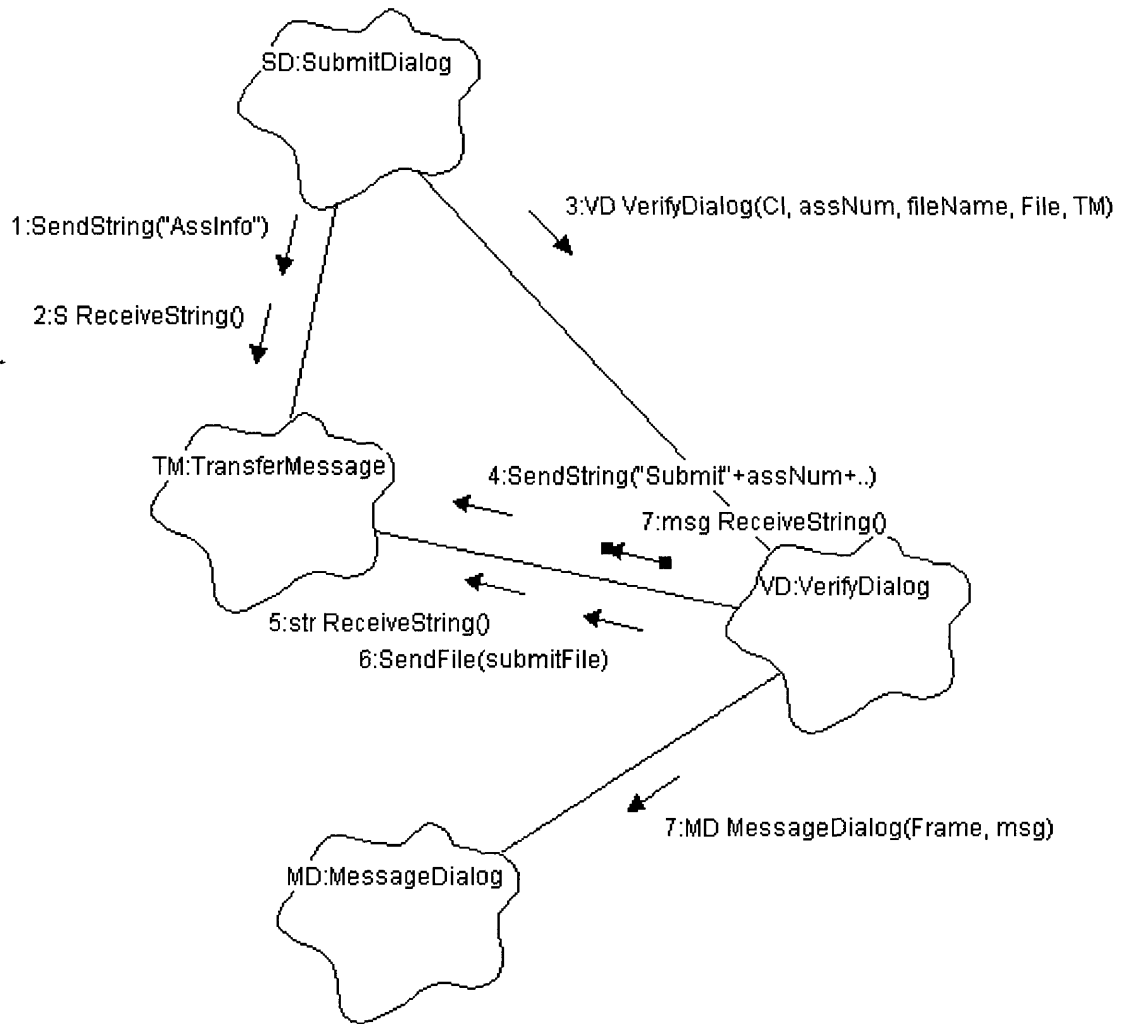 SD:SubmitDialog
3:VD VerifyDialog(CI, assNum, fileName, File, TM)
1:SendString("AssInfo")
2:S ReceiveString()
TM:TransferMessage
4:SendString("Submit"+assNum+..)
7:msg ReceiveString()
VD:VerifyDialog
5:str ReceiveString()
6:SendFile(submitFile)
7:MD MessageDialog(Frame, msg)
MD:MessageDialog